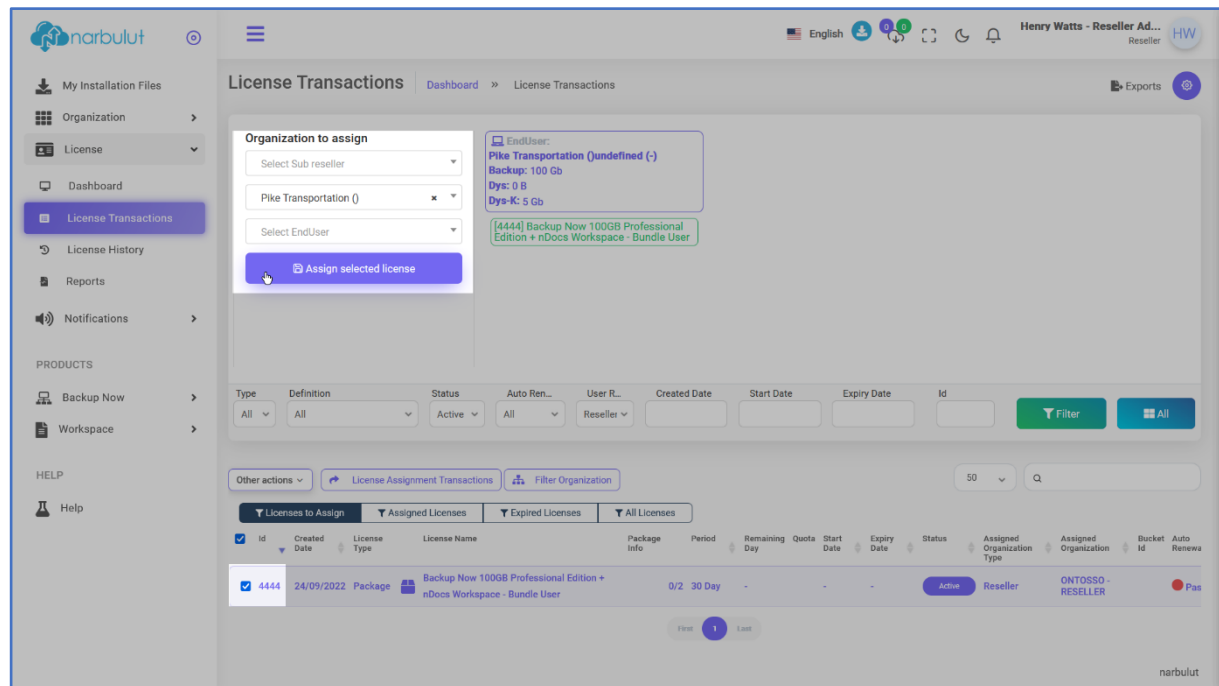 narbulut
English
0
0
Henry Watts - Reseller Ad...
Reseller
HW
My Installation Files
Organization
License
Dashboard
License Transactions
License History
Reports
Notifications
PRODUCTS
Backup Now
Workspace
HELP
Help
License Transactions
Dashboard » License Transactions
Exports
Organization to assign
Select Sub reseller
Pike Transportation () ×
Select EndUser
Assign selected license
EndUser:
Pike Transportation ()undefined (-)
Backup: 100 Gb
Dys: 0 B
Dys-K: 5 Gb
[4444] Backup Now 100GB Professional
Edition + nDocs Workspace - Bundle User
Type Definition Status Auto Ren... User R... Created Date Start Date Expiry Date Id
All All Active All Reseller Filter All
Other actions License Assignment Transactions Filter Organization 50
Licenses to Assign Assigned Licenses Expired Licenses All Licenses
Id Created Date License Type License Name Package Info Period Remaining Day Quota Start Date Expiry Date Status Assigned Organization Type Assigned Organization Bucket Id Auto Renewa
4444 24/09/2022 Package Backup Now 100GB Professional Edition + nDocs Workspace - Bundle User 0/2 30 Day - - - Active Reseller ONTOSSO - RESELLER Pas
First 1 Last
narbulut